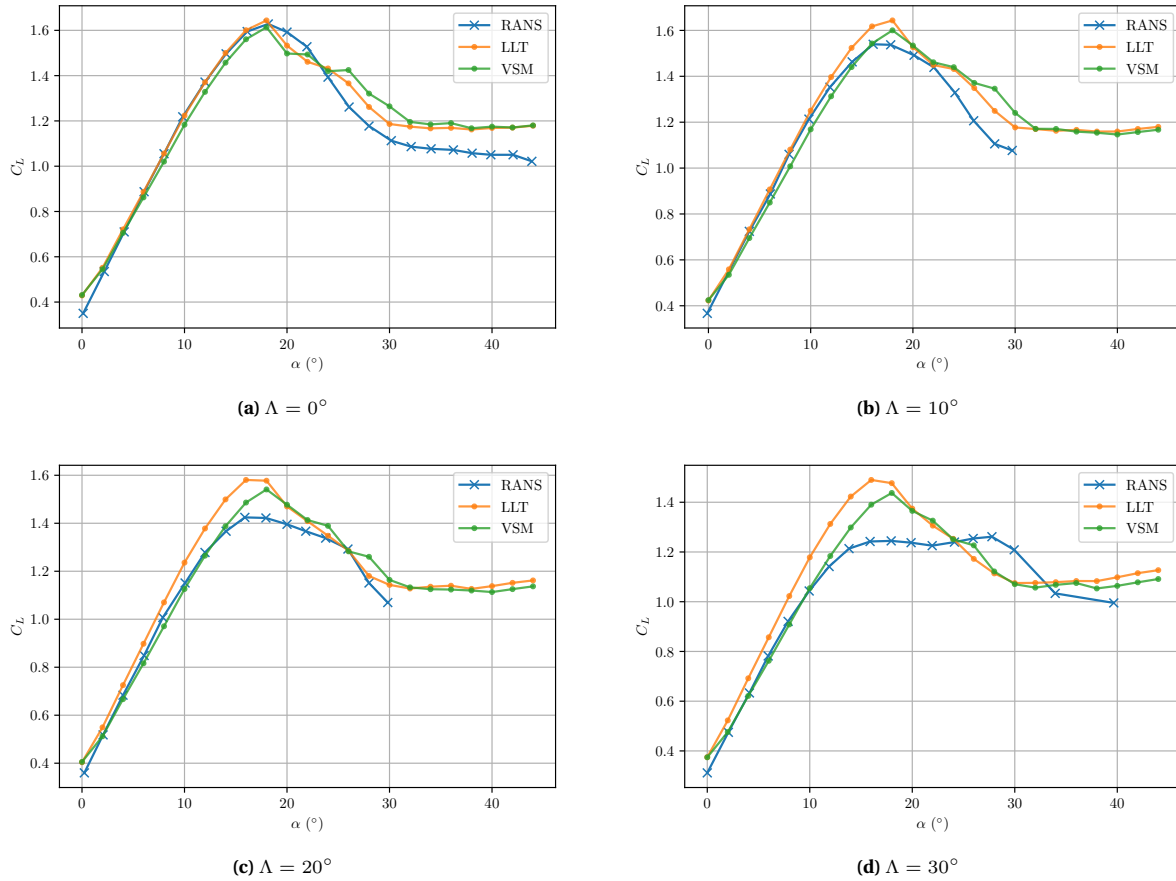 1.6
1.4
1.2
1.0
0.8
0.6
0.4
C_L
0 10 20 30 40
α (°)
RANS
LLT
VSM
(a) Λ = 0°
1.6
1.4
1.2
1.0
0.8
0.6
0.4
C_L
0 10 20 30 40
α (°)
RANS
LLT
VSM
(b) Λ = 10°
1.6
1.4
1.2
1.0
0.8
0.6
0.4
C_L
0 10 20 30 40
α (°)
RANS
LLT
VSM
(c) Λ = 20°
1.4
1.2
1.0
0.8
0.6
0.4
C_L
0 10 20 30 40
α (°)
RANS
LLT
VSM
(d) Λ = 30°